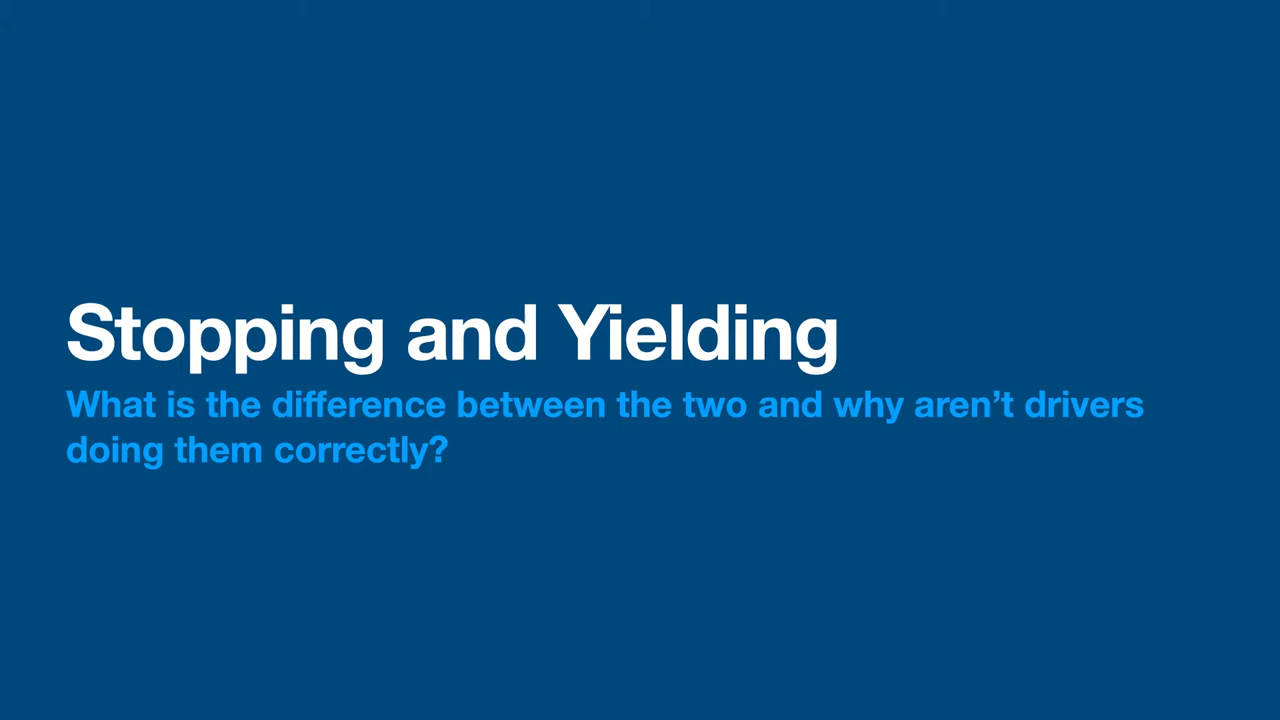 Stopping and Yielding
What is the difference between the two and why aren’t drivers
doing them correctly?